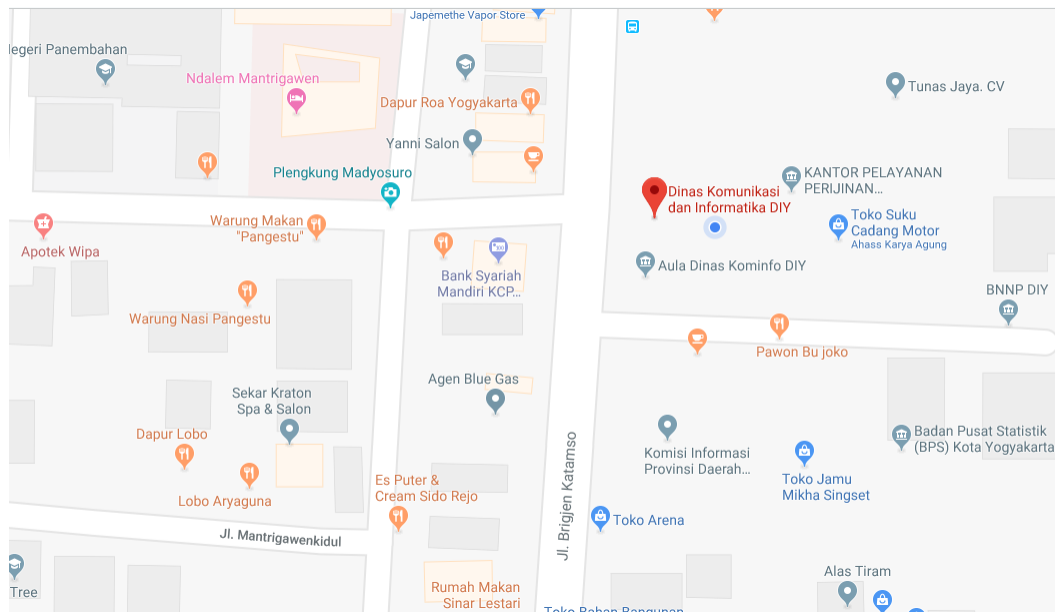 Japemethe Vapor Store
legeri Panembahan
Ndalem Mantrigawen
Dapur Roa Yogyakarta
Tunas Jaya. CV
Yanni Salon
Plengkung Madyosuro
KANTOR PELAYANAN
PERIJINAN...
Dinas Komunikasi
dan Informatika DIY
Warung Makan
"Pangestu"
Toko Suku
Cadang Motor
Ahass Karya Agung
Apotek Wipa
Aula Dinas Kominfo DIY
Bank Syariah
Mandiri KCP...
BNNP DIY
Warung Nasi Pangestu
Pawon Bu joko
Agen Blue Gas
Sekar Kraton
Spa & Salon
Dapur Lobo
Badan Pusat Statistik
(BPS) Kota Yogyakarta
Komisi Informasi
Provinsi Daerah...
Toko Jamu
Mikha Singset
Lobo Aryaguna
Es Puter &
Cream Sido Rejo
Jl. Brigjen Katamso
Toko Arena
Jl. Mantrigawenkidul
Alas Tiram
Tree
Rumah Makan
Sinar Lestari
Toko Bahan Bangunan